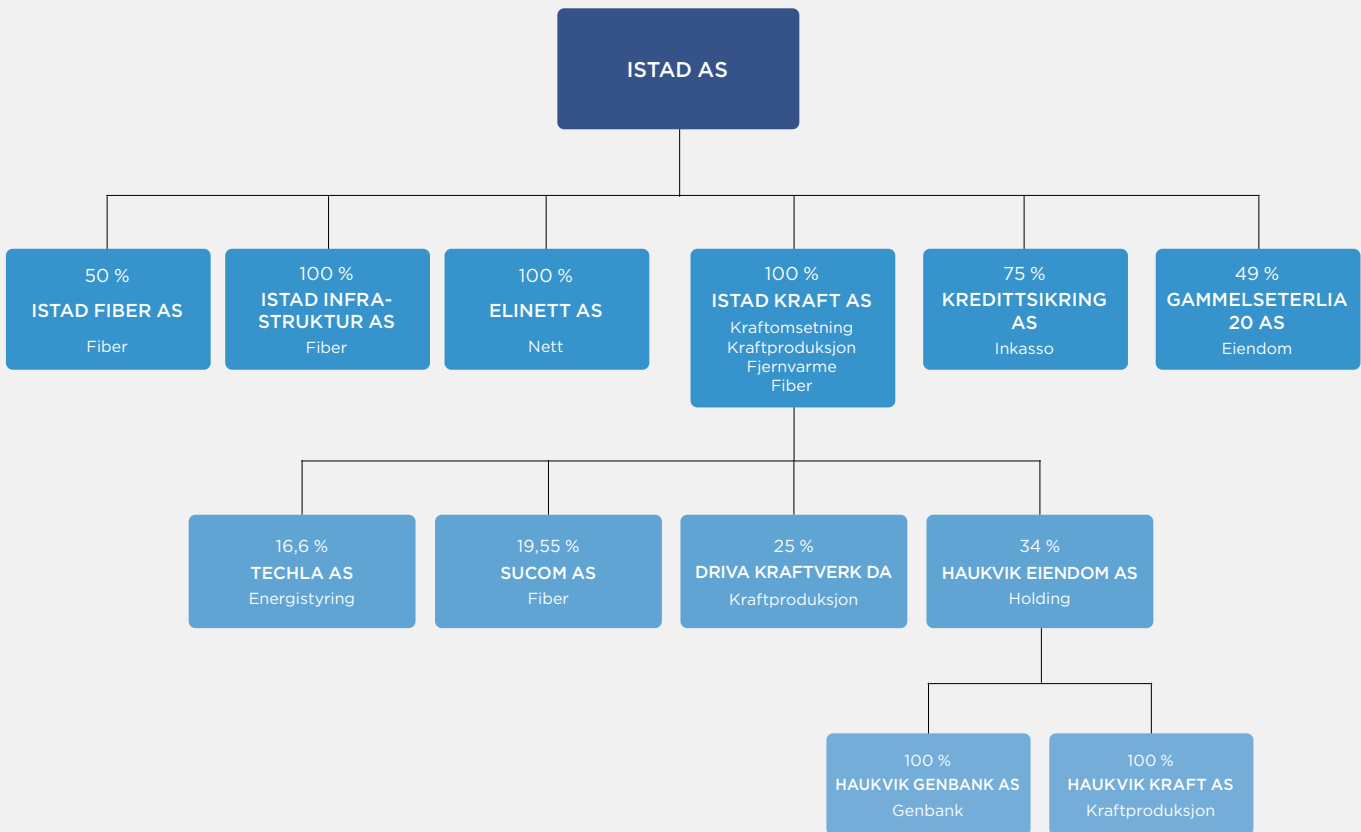 ISTAD AS
50 %
ISTAD FIBER AS
Fiber
100 %
ISTAD INFRA-
STRUKTUR AS
Fiber
100 %
ELINETT AS
Nett
100 %
ISTAD KRAFT AS
Kraftomsetning
Kraftproduksjon
Fjernvarme
Fiber
75 %
KREDITTSIKRING
AS
Inkasso
49 %
GAMMELSETERLIA
20 AS
Eiendom
16,6 %
TECHLA AS
Energistyring
19,55 %
SUCOM AS
Fiber
25 %
DRIVA KRAFTVERK DA
Kraftproduksjon
34 %
HAUKVIK EIENDOM AS
Holding
100 %
HAUKVIK GENBANK AS
Genbank
100 %
HAUKVIK KRAFT AS
Kraftproduksjon